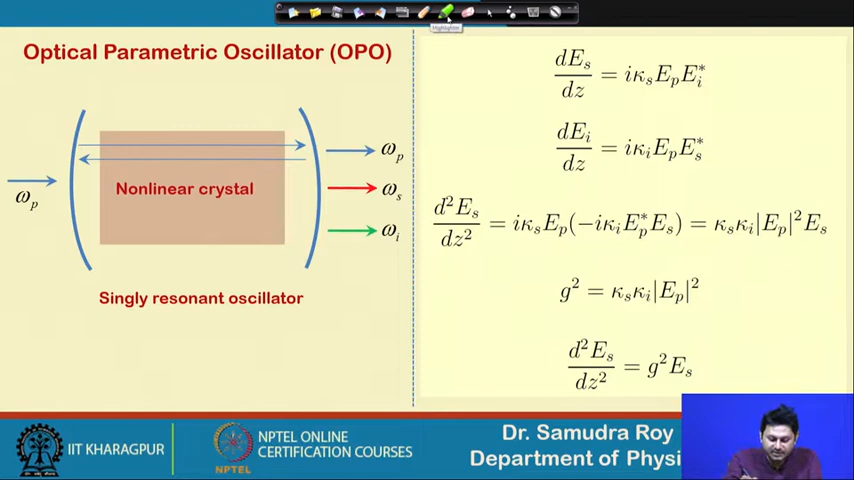 Highlighter
Optical Parametric Oscillator (OPO)
ω_p
Nonlinear crystal
ω_p
ω_s
ω_i
Singly resonant oscillator
dE_s/dz = iκ_s E_p E_i^*
dE_i/dz = iκ_i E_p E_s^*
d²E_s/dz² = iκ_s E_p(−iκ_i E_p^* E_s) = κ_s κ_i |E_p|² E_s
g² = κ_s κ_i |E_p|²
d²E_s/dz² = g² E_s
IIT KHARAGPUR
NPTEL
NPTEL ONLINE
CERTIFICATION COURSES
Dr. Samudra Roy
Department of Physi